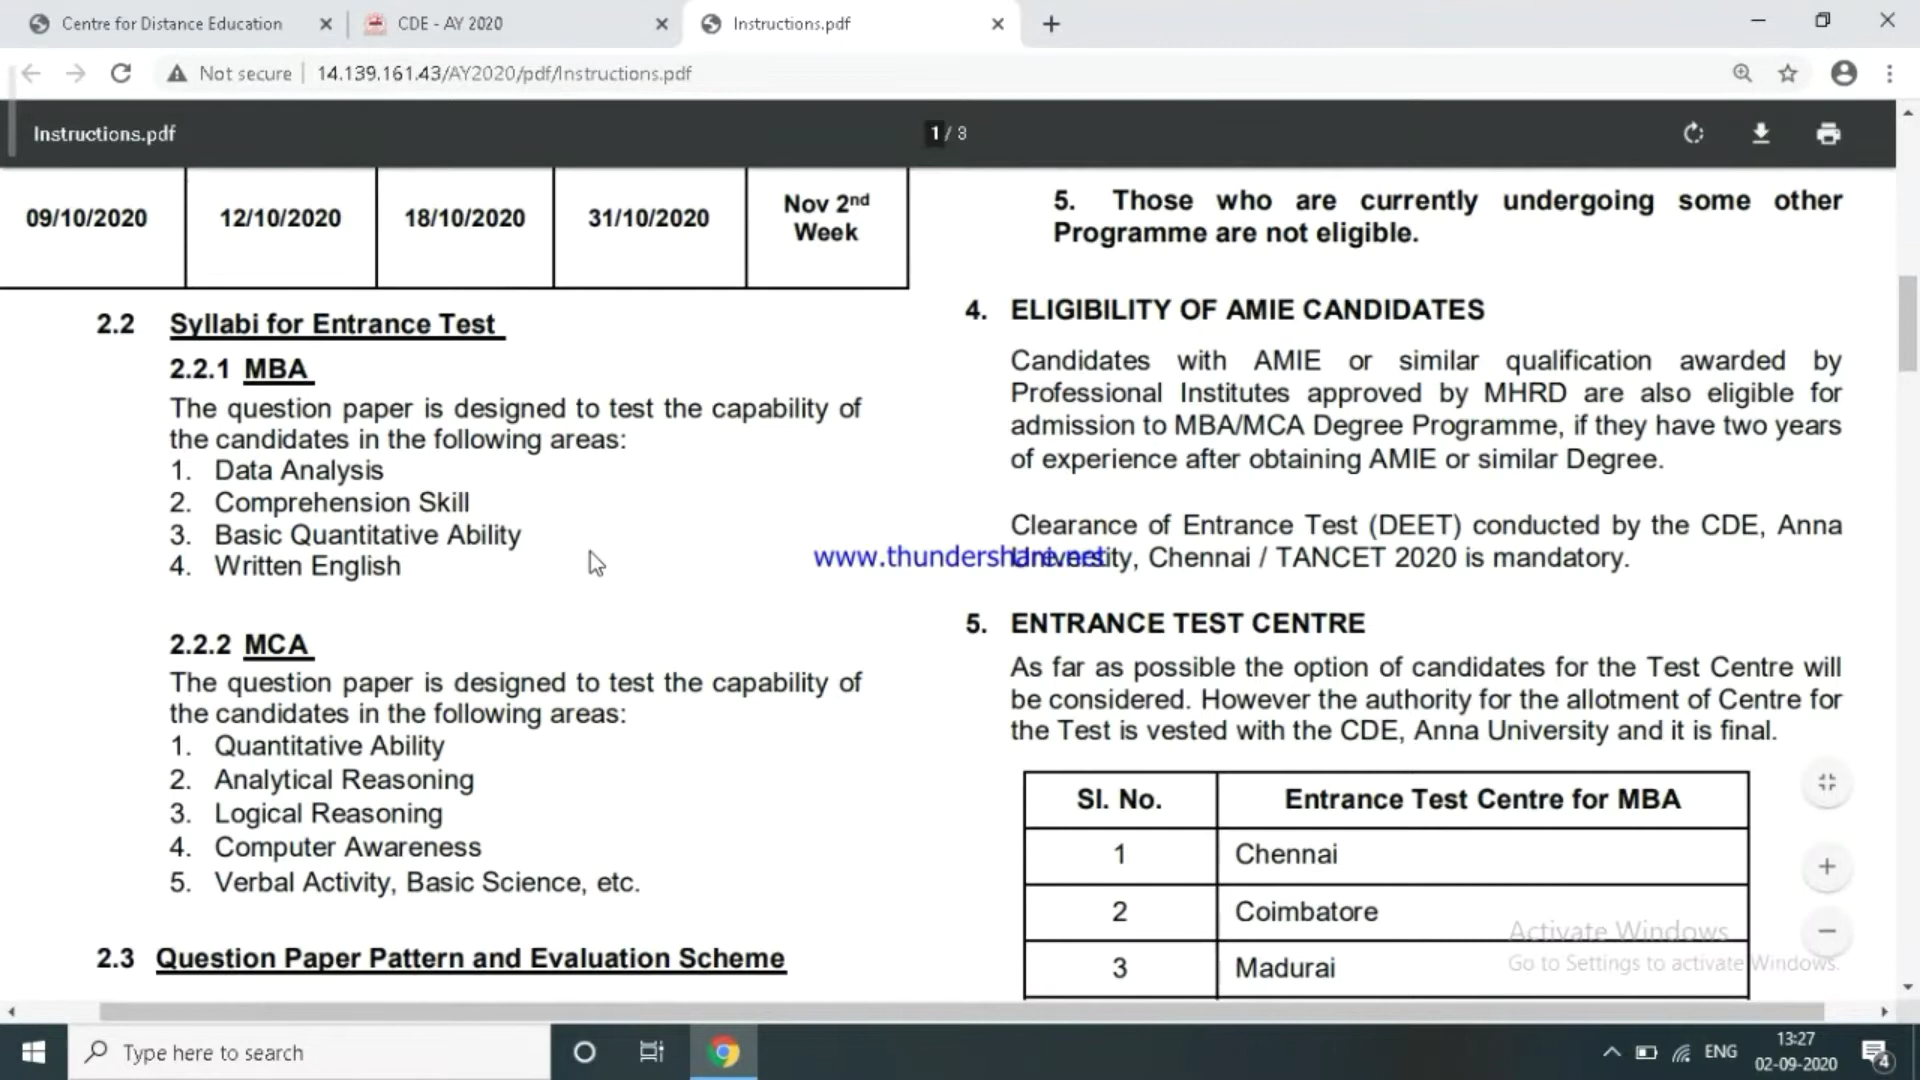 Centre for Distance Education
CDE - AY 2020
Instructions.pdf
Not secure
14.139.161.43/AY2020/pdf/Instructions.pdf
Instructions.pdf
1 / 3
09/10/2020
12/10/2020
18/10/2020
31/10/2020
Nov 2nd
Week
2.2 Syllabi for Entrance Test
2.2.1 MBA
The question paper is designed to test the capability of
the candidates in the following areas:
1. Data Analysis
2. Comprehension Skill
3. Basic Quantitative Ability
4. Written English
2.2.2 MCA
The question paper is designed to test the capability of
the candidates in the following areas:
1. Quantitative Ability
2. Analytical Reasoning
3. Logical Reasoning
4. Computer Awareness
5. Verbal Activity, Basic Science, etc.
2.3 Question Paper Pattern and Evaluation Scheme
5. Those who are currently undergoing some other
Programme are not eligible.
4. ELIGIBILITY OF AMIE CANDIDATES
Candidates with AMIE or similar qualification awarded by
Professional Institutes approved by MHRD are also eligible for
admission to MBA/MCA Degree Programme, if they have two years
of experience after obtaining AMIE or similar Degree.
Clearance of Entrance Test (DEET) conducted by the CDE, Anna
University, Chennai / TANCET 2020 is mandatory.
www.thundershare.net
5. ENTRANCE TEST CENTRE
As far as possible the option of candidates for the Test Centre will
be considered. However the authority for the allotment of Centre for
the Test is vested with the CDE, Anna University and it is final.
Sl. No.
Entrance Test Centre for MBA
1
Chennai
2
Coimbatore
3
Madurai
Activate Windows
Go to Settings to activate Windows.
Type here to search
ENG
13:27
02-09-2020
4